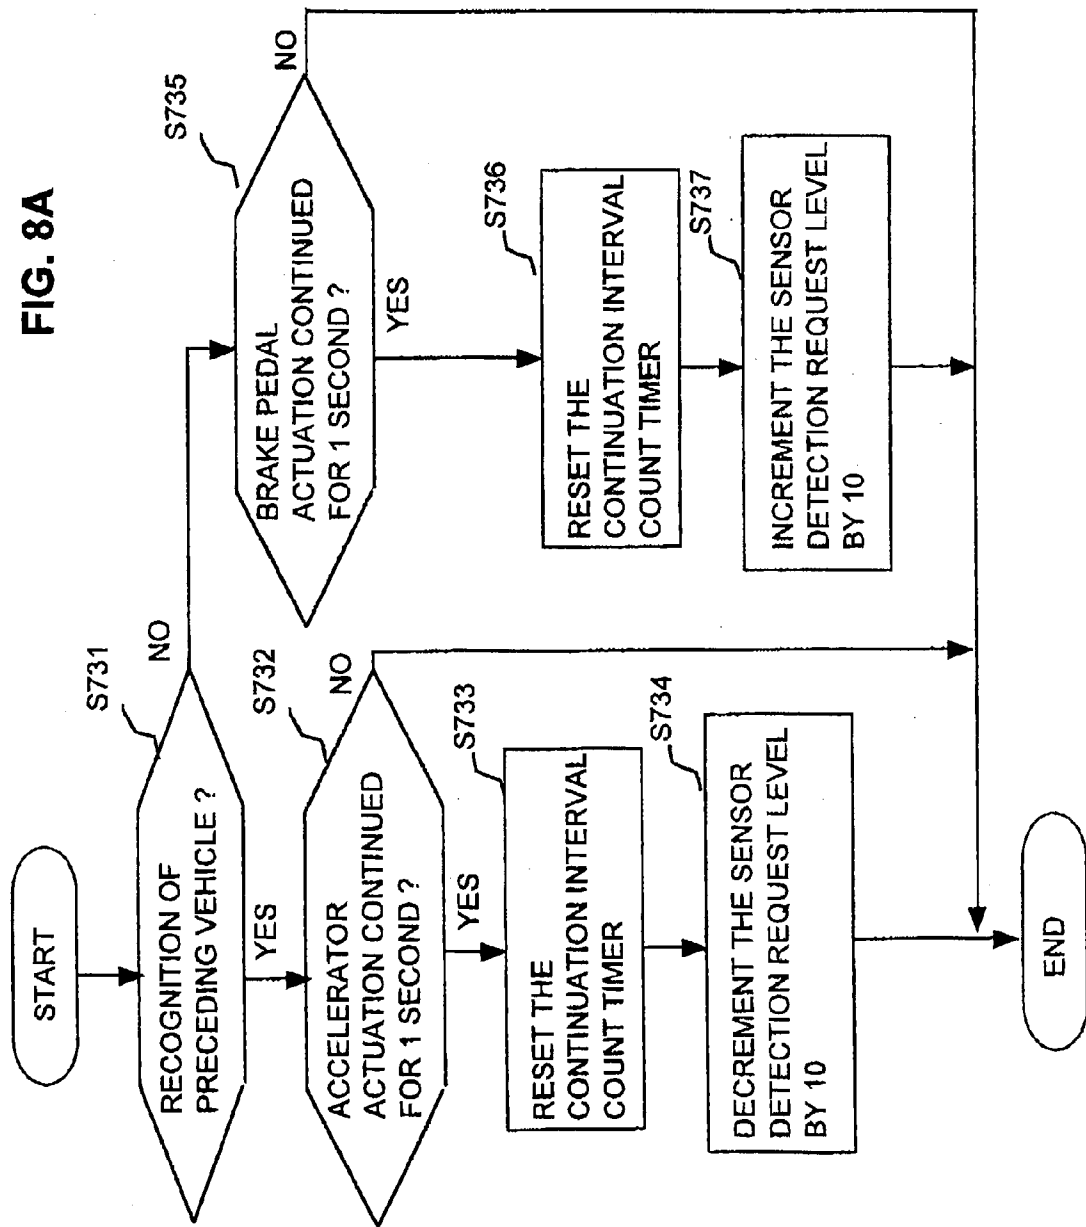 FIG. 8A
START
S731
RECOGNITION OF
PRECEDING VEHICLE ?
NO
YES
S732
ACCELERATOR
ACTUATION CONTINUED
FOR 1 SECOND ?
NO
YES
S733
RESET THE
CONTINUATION INTERVAL
COUNT TIMER
S734
DECREMENT THE SENSOR
DETECTION REQUEST LEVEL
BY 10
S735
BRAKE PEDAL
ACTUATION CONTINUED
FOR 1 SECOND ?
NO
YES
S736
RESET THE
CONTINUATION INTERVAL
COUNT TIMER
S737
INCREMENT THE SENSOR
DETECTION REQUEST LEVEL
BY 10
END